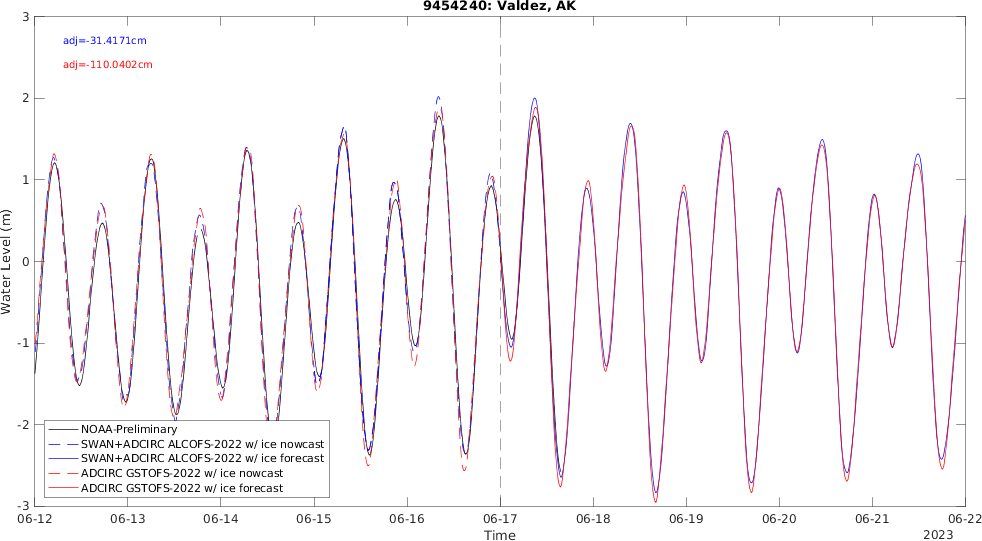 9454240: Valdez, AK
adj=-31.4171cm
adj=-110.0402cm
3
2
1
0
-1
-2
-3
Water Level (m)
NOAA-Preliminary
SWAN+ADCIRC ALCOFS-2022 w/ ice nowcast
SWAN+ADCIRC ALCOFS-2022 w/ ice forecast
ADCIRC GSTOFS-2022 w/ ice nowcast
ADCIRC GSTOFS-2022 w/ ice forecast
06-12 06-13 06-14 06-15 06-16 06-17 06-18 06-19 06-20 06-21 06-22
Time
2023